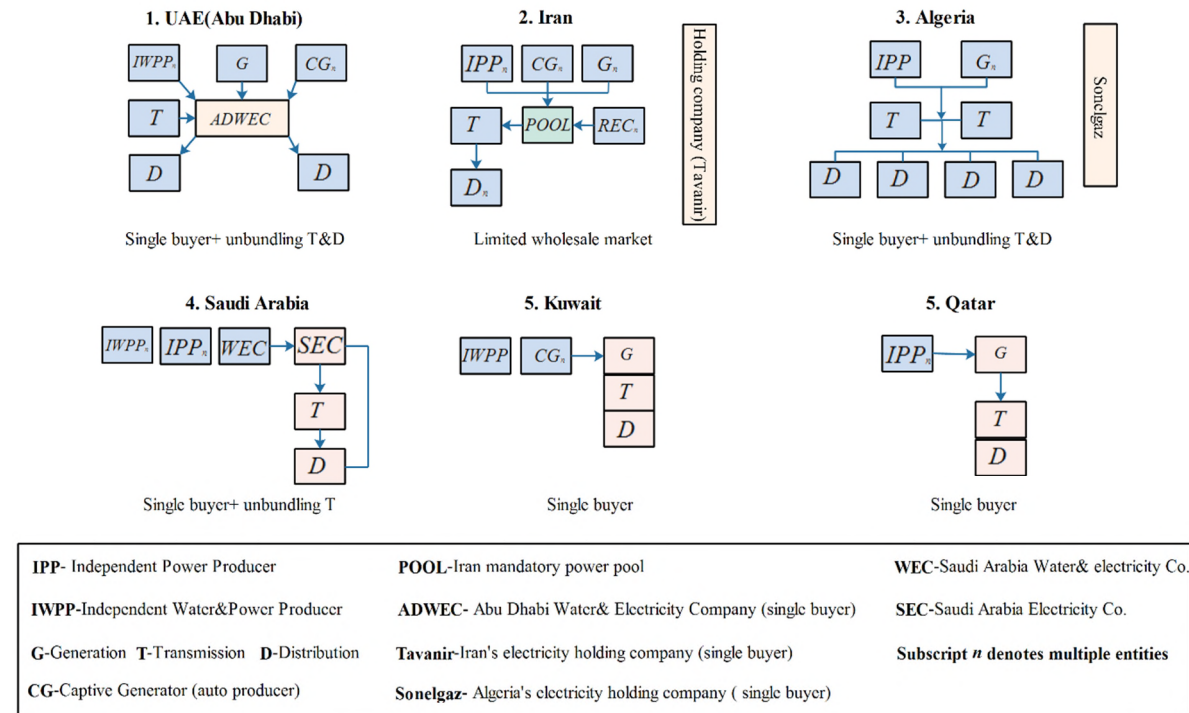 1. UAE(Abu Dhabi)
IWPPn
G
CGn
T
ADWEC
D
D
Single buyer+ unbundling T&D
2. Iran
IPPn
CGn
Gn
T
POOL
RECn
Dn
Holding company (Tavanir)
Limited wholesale market
3. Algeria
IPP
Gn
T
T
D
D
D
D
Sonelgaz
Single buyer+ unbundling T&D
4. Saudi Arabia
IWPPn
IPPn
WEC
SEC
T
D
Single buyer+ unbundling T
5. Kuwait
IWPP
CGn
G
T
D
Single buyer
5. Qatar
IPPn
G
T
D
Single buyer
IPP- Independent Power Producer
IWPP-Independent Water&Power Producer
G-Generation T-Transmission D-Distribution
CG-Captive Generator (auto producer)
POOL-Iran mandatory power pool
ADWEC- Abu Dhabi Water& Electricity Company (single buyer)
Tavanir-Iran's electricity holding company (single buyer)
Sonelgaz- Algeria's electricity holding company ( single buyer)
WEC-Saudi Arabia Water& electricity Co.
SEC-Saudi Arabia Electricity Co.
Subscript n denotes multiple entities